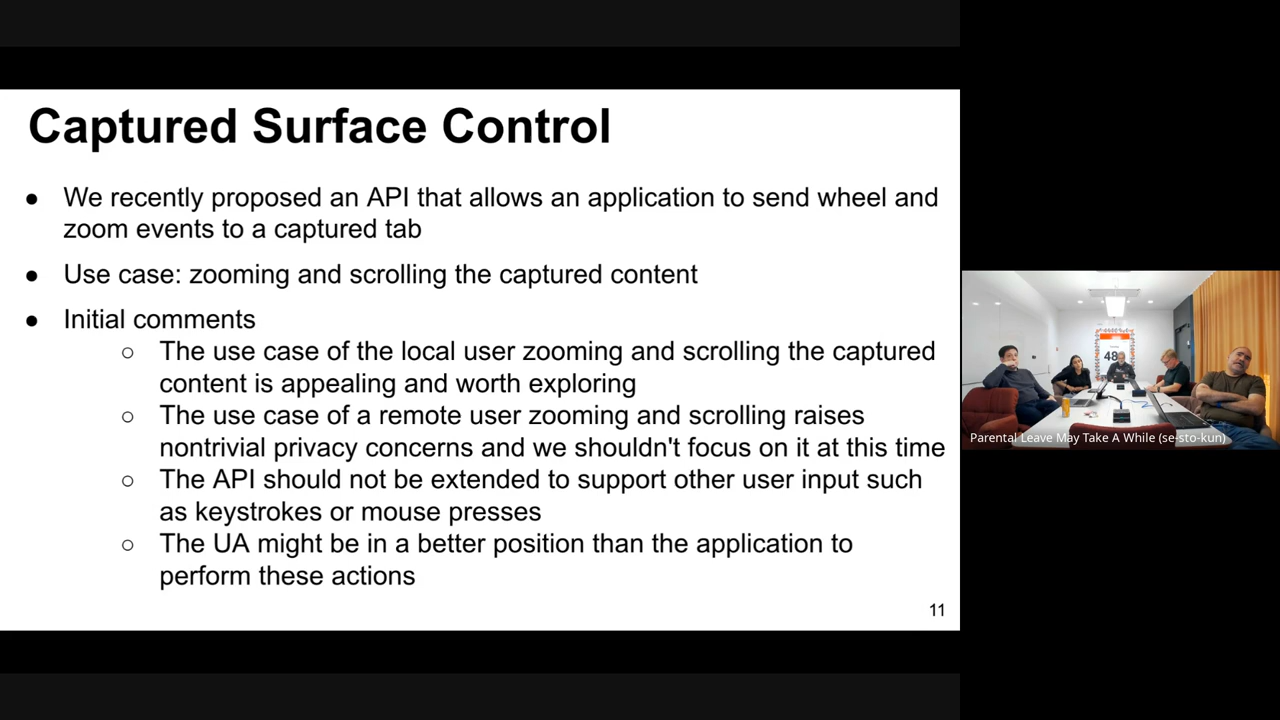 Captured Surface Control
● We recently proposed an API that allows an application to send wheel and
zoom events to a captured tab
● Use case: zooming and scrolling the captured content
● Initial comments
○ The use case of the local user zooming and scrolling the captured
content is appealing and worth exploring
○ The use case of a remote user zooming and scrolling raises
nontrivial privacy concerns and we shouldn't focus on it at this time
○ The API should not be extended to support other user input such
as keystrokes or mouse presses
○ The UA might be in a better position than the application to
perform these actions
11
48
Parental Leave May Take A While (se-sto-kun)